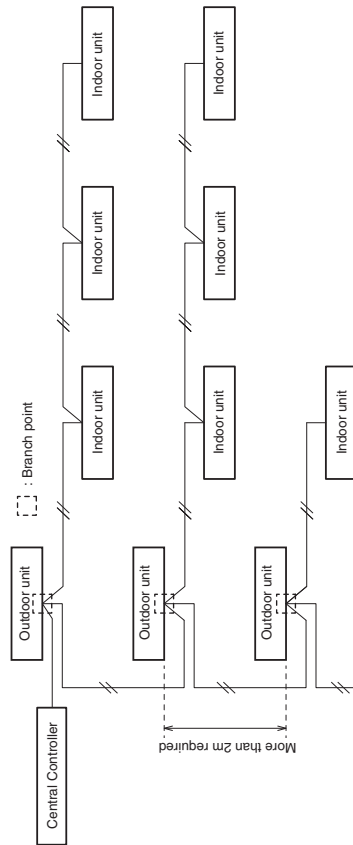 : Branch point
Central Controller
Outdoor unit
Indoor unit
Indoor unit
Indoor unit
Outdoor unit
Indoor unit
Indoor unit
Indoor unit
More than 2m required
Outdoor unit
Indoor unit